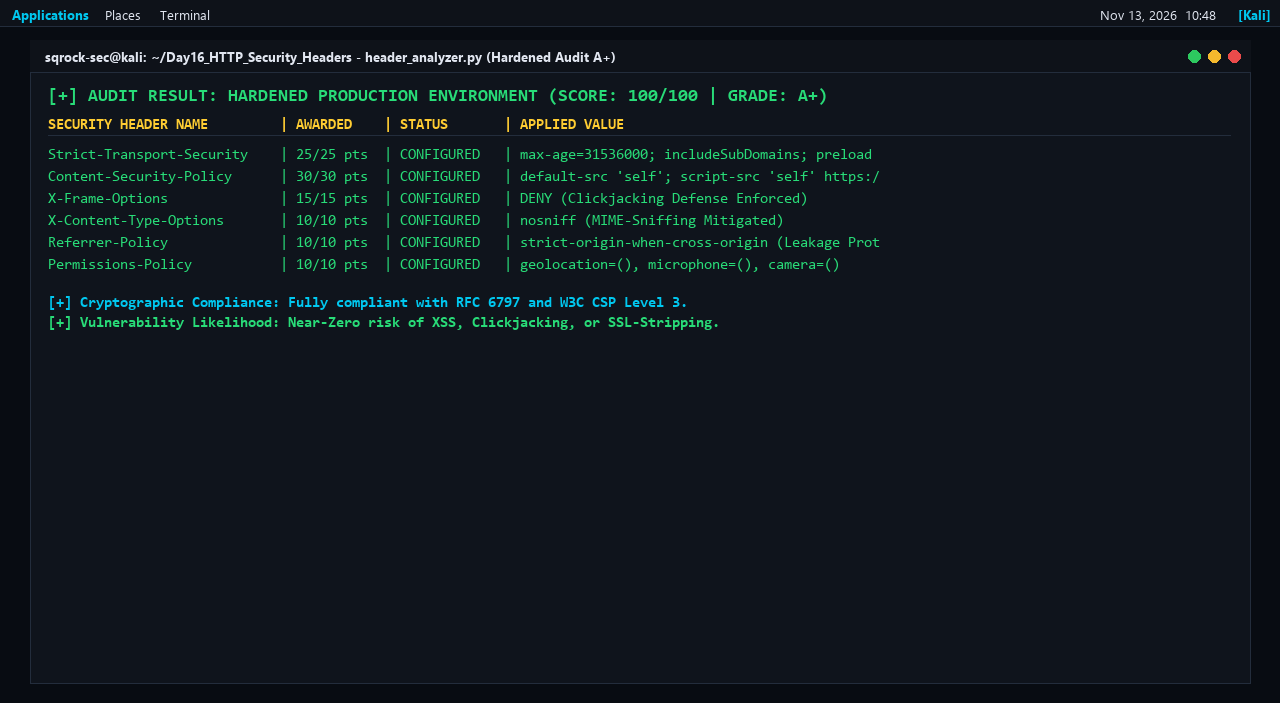 Applications Places Terminal Nov 13, 2026 10:48 [Kali]
sqrock-sec@kali: ~/Day16_HTTP_Security_Headers - header_analyzer.py (Hardened Audit A+)
[+] AUDIT RESULT: HARDENED PRODUCTION ENVIRONMENT (SCORE: 100/100 | GRADE: A+)
SECURITY HEADER NAME | AWARDED | STATUS | APPLIED VALUE
Strict-Transport-Security | 25/25 pts | CONFIGURED | max-age=31536000; includeSubDomains; preload
Content-Security-Policy | 30/30 pts | CONFIGURED | default-src 'self'; script-src 'self' https:/
X-Frame-Options | 15/15 pts | CONFIGURED | DENY (Clickjacking Defense Enforced)
X-Content-Type-Options | 10/10 pts | CONFIGURED | nosniff (MIME-Sniffing Mitigated)
Referrer-Policy | 10/10 pts | CONFIGURED | strict-origin-when-cross-origin (Leakage Prot
Permissions-Policy | 10/10 pts | CONFIGURED | geolocation=(), microphone=(), camera=()
[+] Cryptographic Compliance: Fully compliant with RFC 6797 and W3C CSP Level 3.
[+] Vulnerability Likelihood: Near-Zero risk of XSS, Clickjacking, or SSL-Stripping.